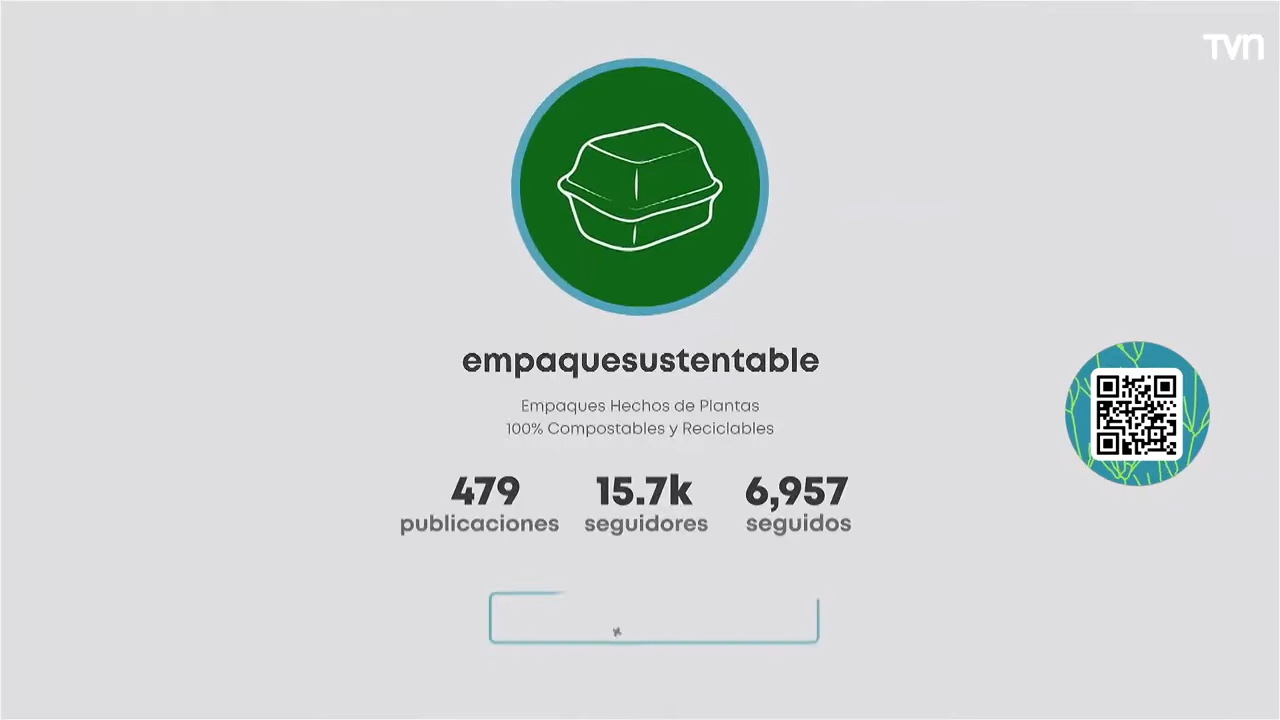 TVN
empaquesustentable
Empaques Hechos de Plantas
100% Compostables y Reciclables
479 15.7k 6,957
publicaciones seguidores seguidos